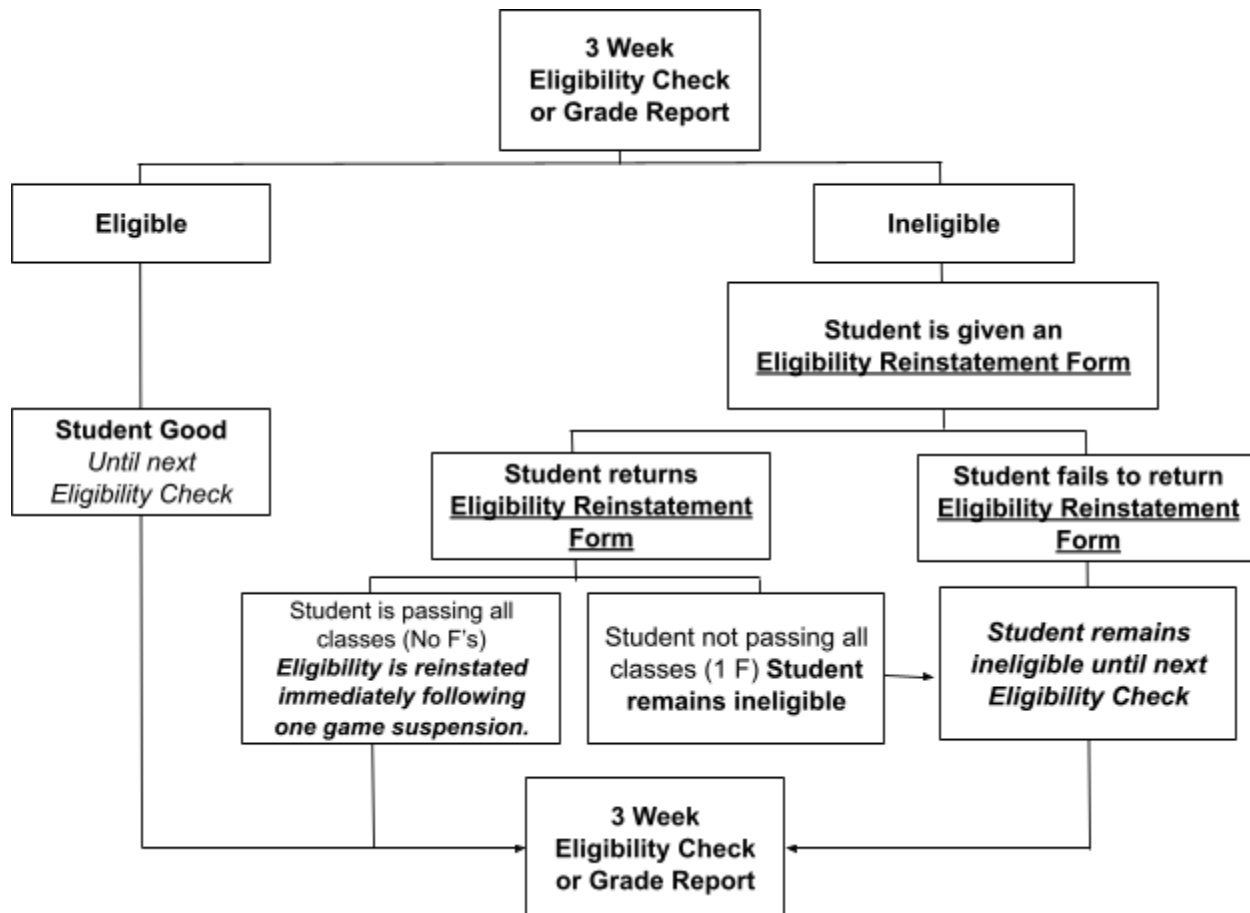 3 Week
Eligibility Check
or Grade Report
Eligible
Ineligible
Student is given an
Eligibility Reinstatement Form
Student Good
Until next
Eligibility Check
Student returns
Eligibility Reinstatement
Form
Student fails to return
Eligibility Reinstatement
Form
Student is passing all
classes (No F's)
Eligibility is reinstated
immediately following
one game suspension.
Student not passing all
classes (1 F) Student
remains ineligible
Student remains
ineligible until next
Eligibility Check
3 Week
Eligibility Check
or Grade Report